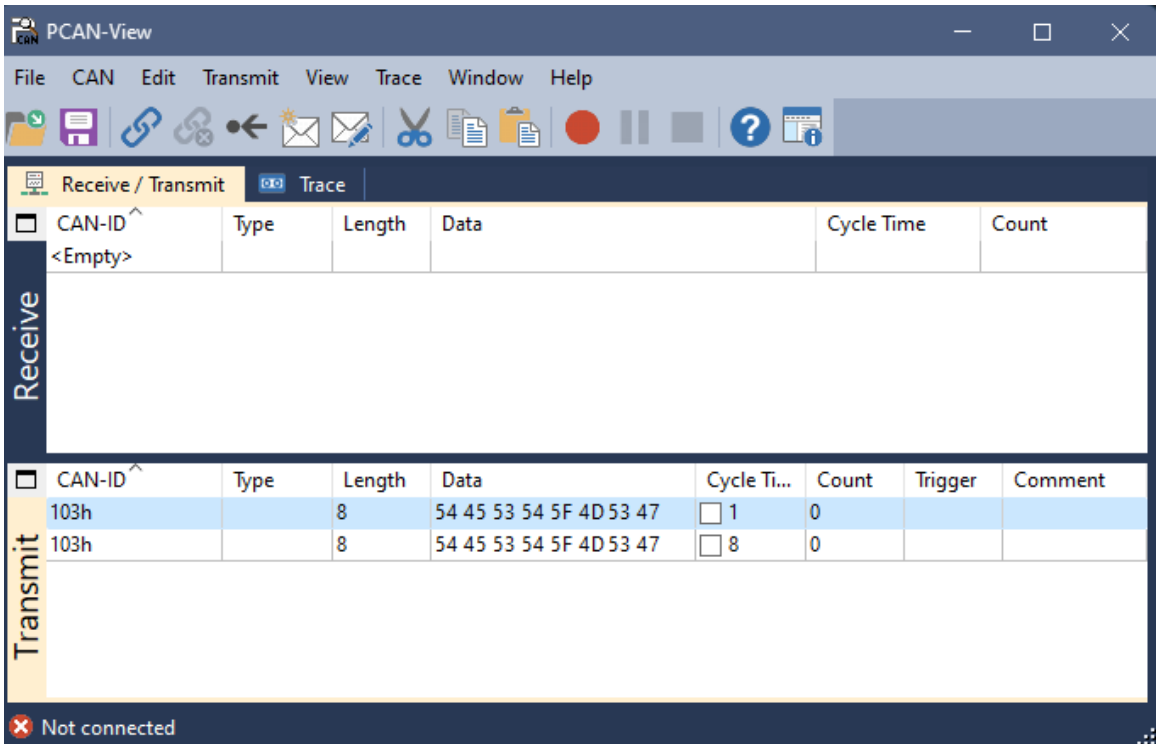 PCAN-View
File CAN Edit Transmit View Trace Window Help
Receive / Transmit Trace
CAN-ID Type Length Data Cycle Time Count
<Empty>
Receive
CAN-ID Type Length Data Cycle Ti... Count Trigger Comment
103h 8 54 45 53 54 5F 4D 53 47 1 0
103h 8 54 45 53 54 5F 4D 53 47 8 0
Transmit
Not connected